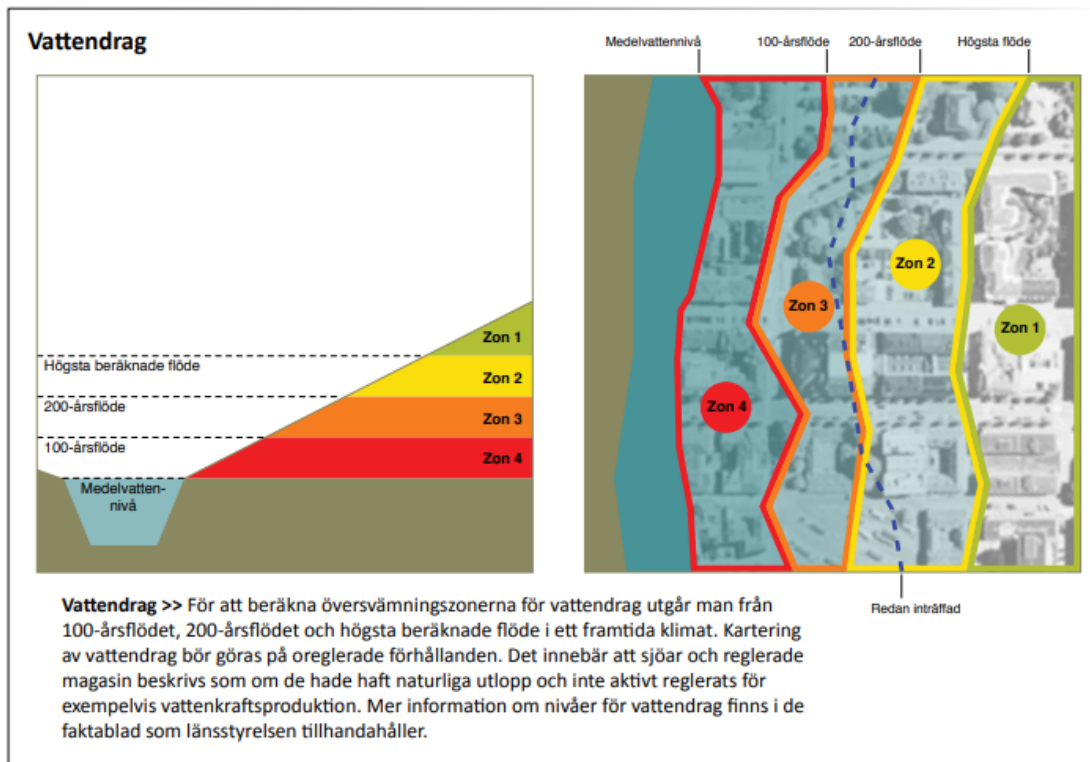 Vattendrag
Zon 1
Högsta beräknade flöde
Zon 2
200-årsflöde
Zon 3
100-årsflöde
Zon 4
Medelvatten-
nivå
Medelvattennivå
100-årsflöde
200-årsflöde
Högsta flöde
Zon 2
Zon 3
Zon 1
Zon 4
Redan inträffad
Vattendrag >> För att beräkna översvämningszonerna för vattendrag utgår man från
100-årsflödet, 200-årsflödet och högsta beräknade flöde i ett framtida klimat. Kartering
av vattendrag bör göras på oreglerade förhållanden. Det innebär att sjöar och reglerade
magasin beskrivs som om de hade haft naturliga utlopp och inte aktivt reglerats för
exempelvis vattenkraftsproduktion. Mer information om nivåer för vattendrag finns i de
faktablad som länsstyrelsen tillhandahåller.